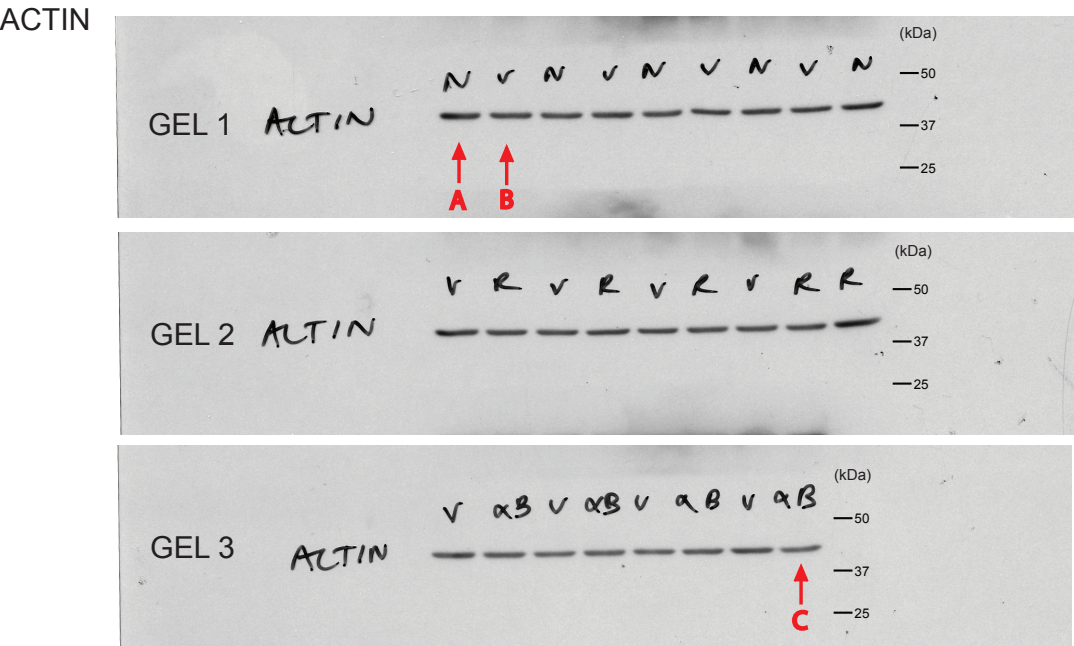 ACTIN
(kDa)
N V N V N V N V N
50
GEL 1 ACTIN
37
25
A B
(kDa)
V R V R V R V R R
50
GEL 2 ACTIN
37
25
(kDa)
V αB V αB V αB V αB
50
GEL 3 ACTIN
37
25
C